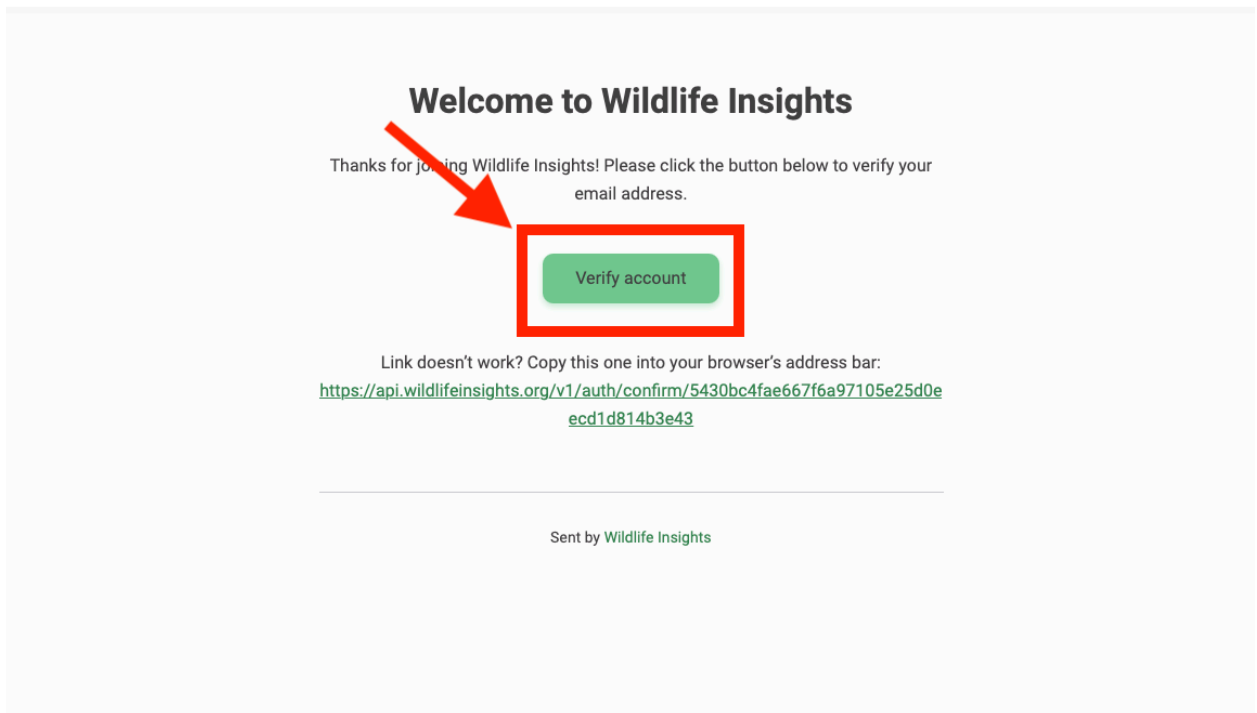 Welcome to Wildlife Insights
Thanks for joining Wildlife Insights! Please click the button below to verify your
email address.
Verify account
Link doesn’t work? Copy this one into your browser’s address bar:
https://api.wildlifeinsights.org/v1/auth/confirm/5430bc4fae667f6a97105e25d0e
ecd1d814b3e43
Sent by Wildlife Insights